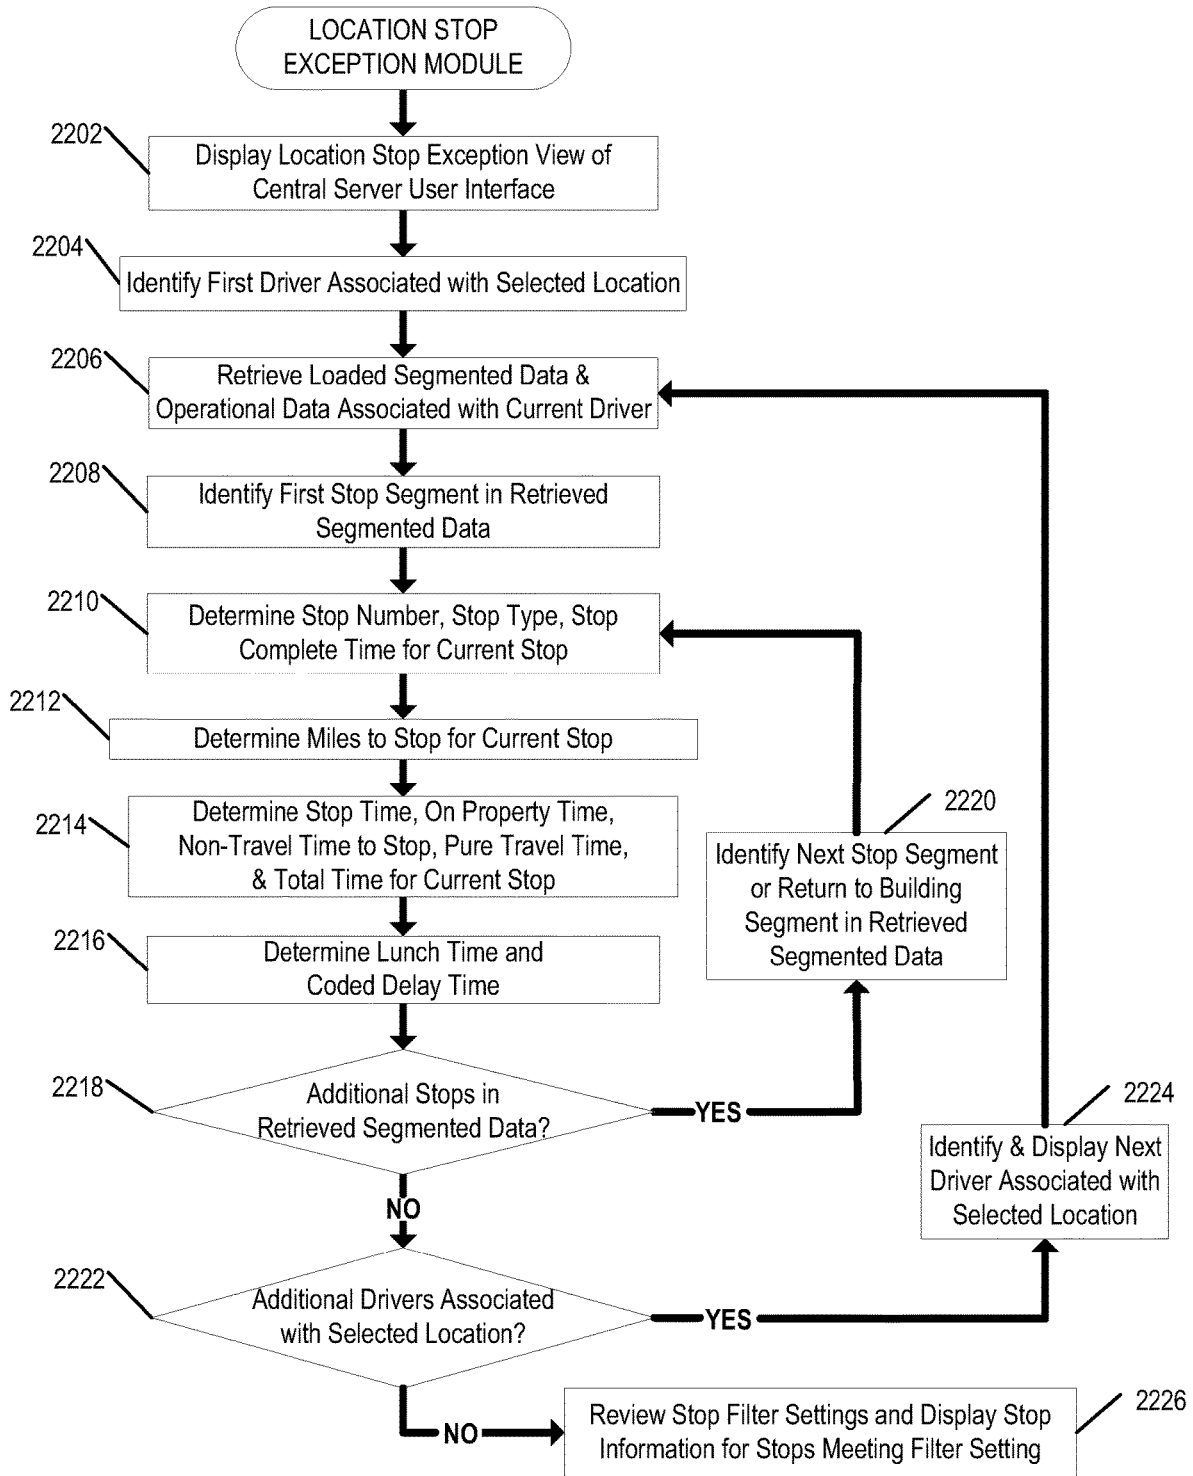 LOCATION STOP
EXCEPTION MODULE
2202
Display Location Stop Exception View of
Central Server User Interface
2204
Identify First Driver Associated with Selected Location
2206
Retrieve Loaded Segmented Data &
Operational Data Associated with Current Driver
2208
Identify First Stop Segment in Retrieved
Segmented Data
2210
Determine Stop Number, Stop Type, Stop
Complete Time for Current Stop
2212
Determine Miles to Stop for Current Stop
2214
Determine Stop Time, On Property Time,
Non-Travel Time to Stop, Pure Travel Time,
& Total Time for Current Stop
2216
Determine Lunch Time and
Coded Delay Time
2218
Additional Stops in
Retrieved Segmented Data?
YES
2220
Identify Next Stop Segment
or Return to Building
Segment in Retrieved
Segmented Data
NO
2222
Additional Drivers Associated
with Selected Location?
YES
2224
Identify & Display Next
Driver Associated with
Selected Location
NO
2226
Review Stop Filter Settings and Display Stop
Information for Stops Meeting Filter Setting